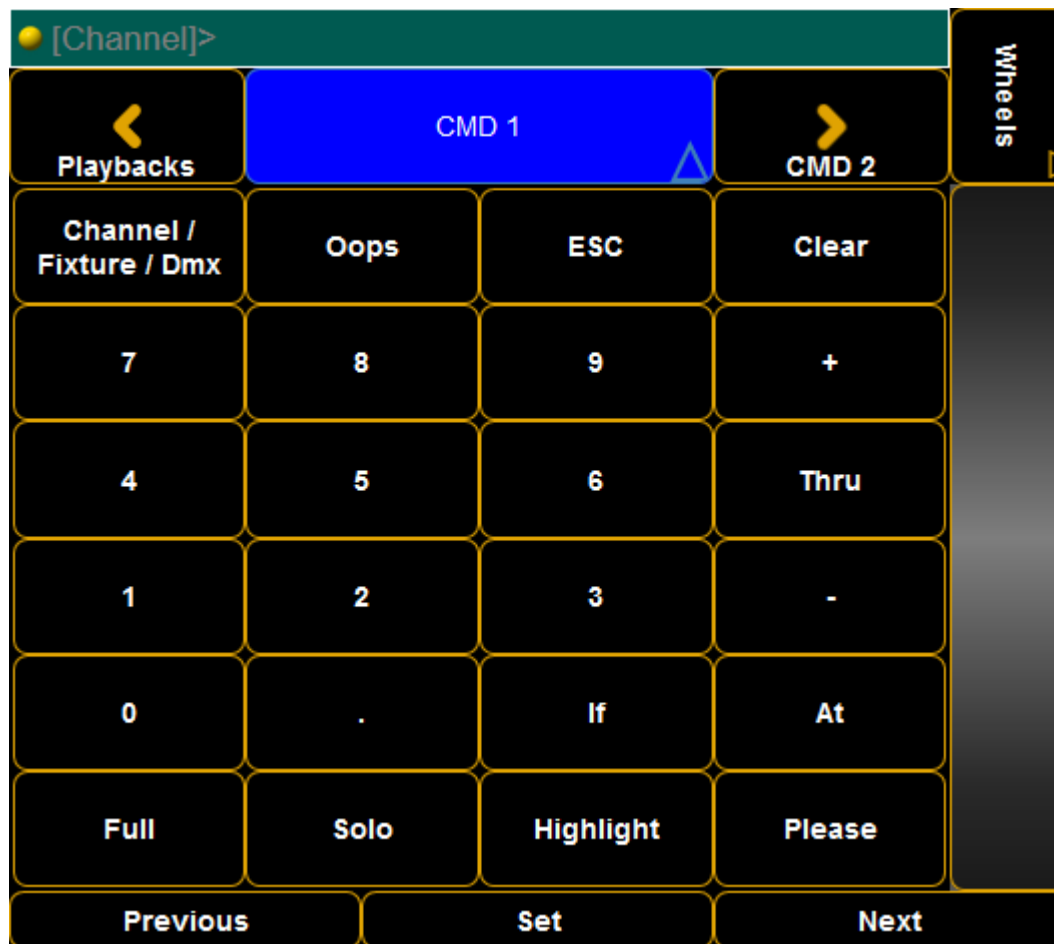 [Channel]>
Wheels
Playbacks
CMD 1
CMD 2
Channel /
Fixture / Dmx
Oops
ESC
Clear
7
8
9
+
4
5
6
Thru
1
2
3
-
0
.
If
At
Full
Solo
Highlight
Please
Previous
Set
Next